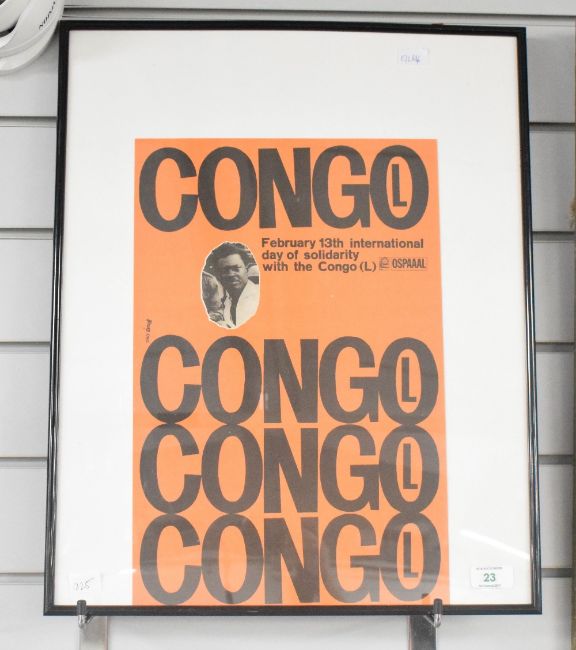 CONGO
L
February 13th international
day of solidarity
with the Congo (L) OSPAAAL
CONGO
L
CONGO
L
CONGO
L
23